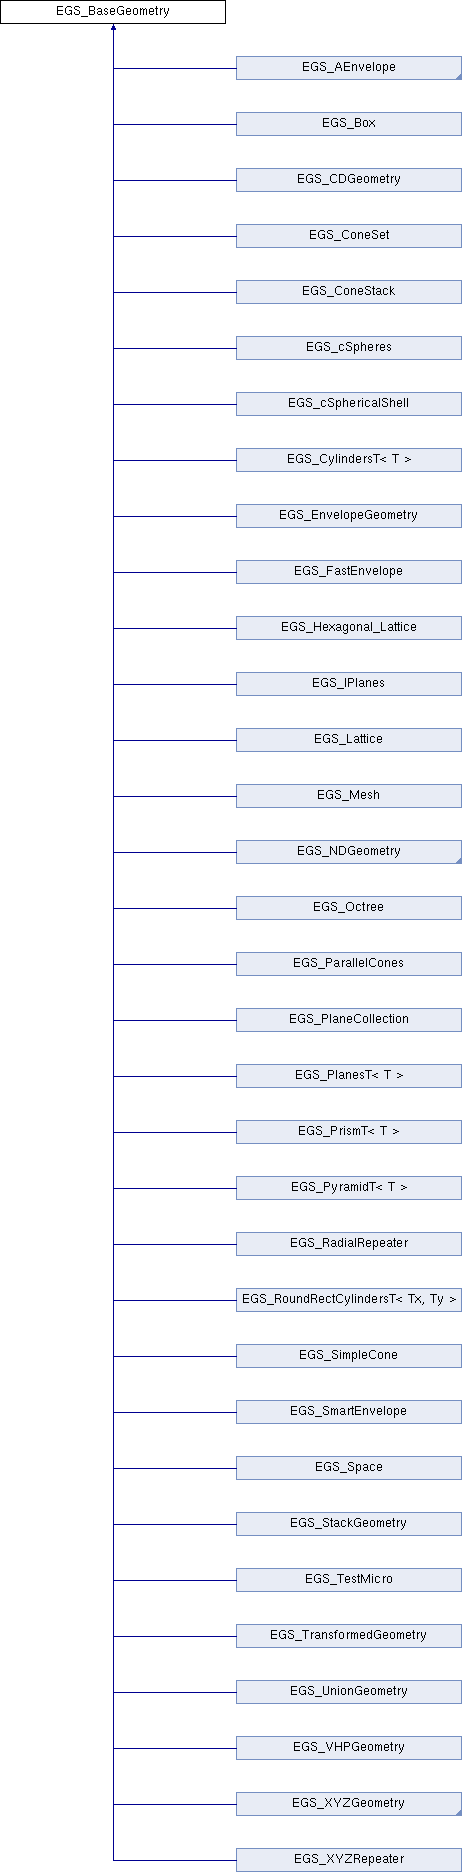 EGS_BaseGeometry
EGS_AEnvelope
EGS_Box
EGS_CDGeometry
EGS_ConeSet
EGS_ConeStack
EGS_cSpheres
EGS_cSphericalShell
EGS_CylindersT< T >
EGS_EnvelopeGeometry
EGS_FastEnvelope
EGS_Hexagonal_Lattice
EGS_IPlanes
EGS_Lattice
EGS_Mesh
EGS_NDGeometry
EGS_Octree
EGS_ParallelCones
EGS_PlaneCollection
EGS_PlanesT< T >
EGS_PrismT< T >
EGS_PyramidT< T >
EGS_RadialRepeater
EGS_RoundRectCylindersT< Tx, Ty >
EGS_SimpleCone
EGS_SmartEnvelope
EGS_Space
EGS_StackGeometry
EGS_TestMicro
EGS_TransformedGeometry
EGS_UnionGeometry
EGS_VHPGeometry
EGS_XYZGeometry
EGS_XYZRepeater